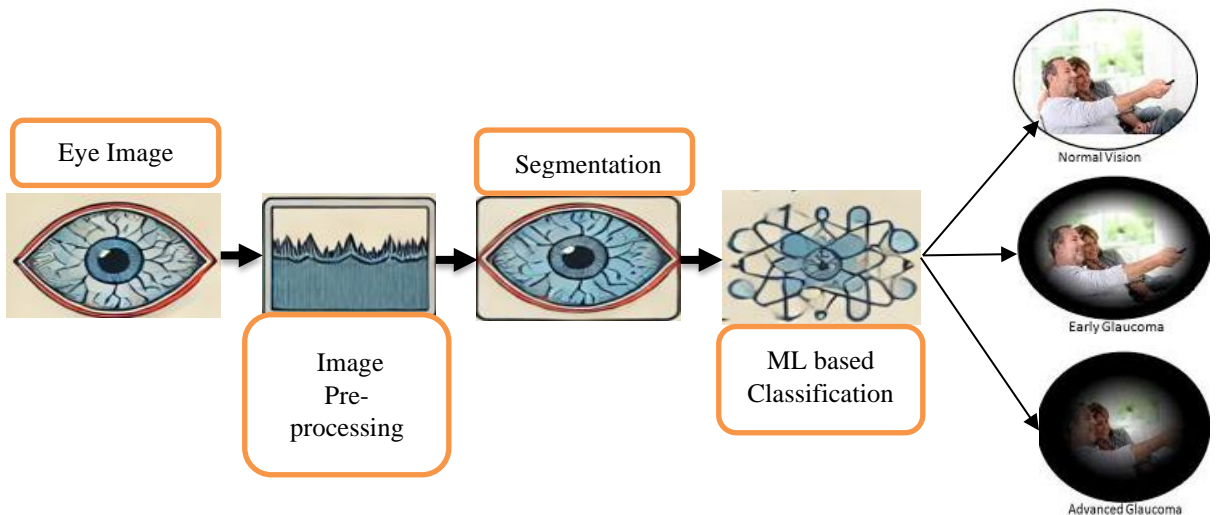 Eye Image
Image
Pre-
processing
Segmentation
ML based
Classification
Normal Vision
Early Glaucoma
Advanced Glaucoma